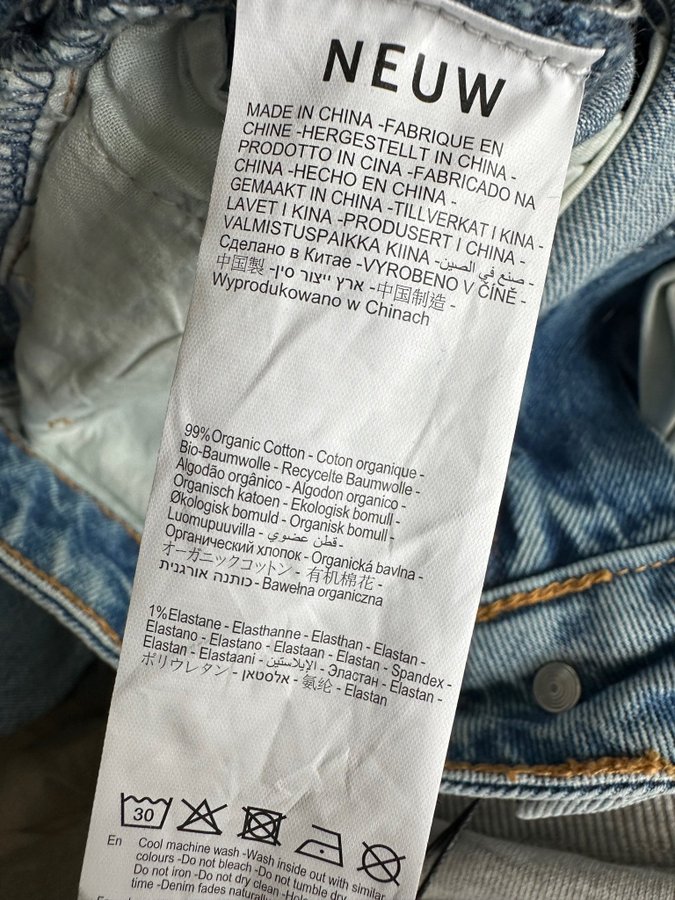 NEUW
MADE IN CHINA -FABRIQUE EN
CHINE -HERGESTELLT IN CHINA -
PRODOTTO IN CINA -FABRICADO NA
CHINA -HECHO EN CHINA -
GEMAAKT IN CHINA -TILLVERKAT I KINA -
LAVET I KINA -PRODUSERT I CHINA -
VALMISTUSPAIKKA KIINA -صنع في الصين -
Сделано в Китае -VYROBENO V ČÍNĚ -
中国製 -ארץ ייצור סין -中国制造 -
Wyprodukowano w Chinach
99%Organic Cotton - Coton organique -
Bio-Baumwolle - Recycelte Baumwolle -
Algodão orgânico - Algodon organico -
Organisch katoen - Ekologisk bomull -
Økologisk bomuld - Organisk bomull -
Luomupuuvilla - قطن عضوي -
Органический хлопок - Organická bavlna -
オーガニックコットン - 有机棉花 -
כותנה אורגנית - Bawełna organiczna
1%Elastane - Elasthanne - Elasthan - Elastan -
Elastano - Elastano - Elastaan - Elastan - Spandex -
Elastan - Elastaani - الإيلاستين - Эластан - Elastan -
ポリウレタン - אלסטאן - 氨纶 - Elastan
30
En Cool machine wash -Wash inside out with similar
colours -Do not bleach -Do not tumble dry
Do not iron -Do not dry clean -
time -Denim fades naturally